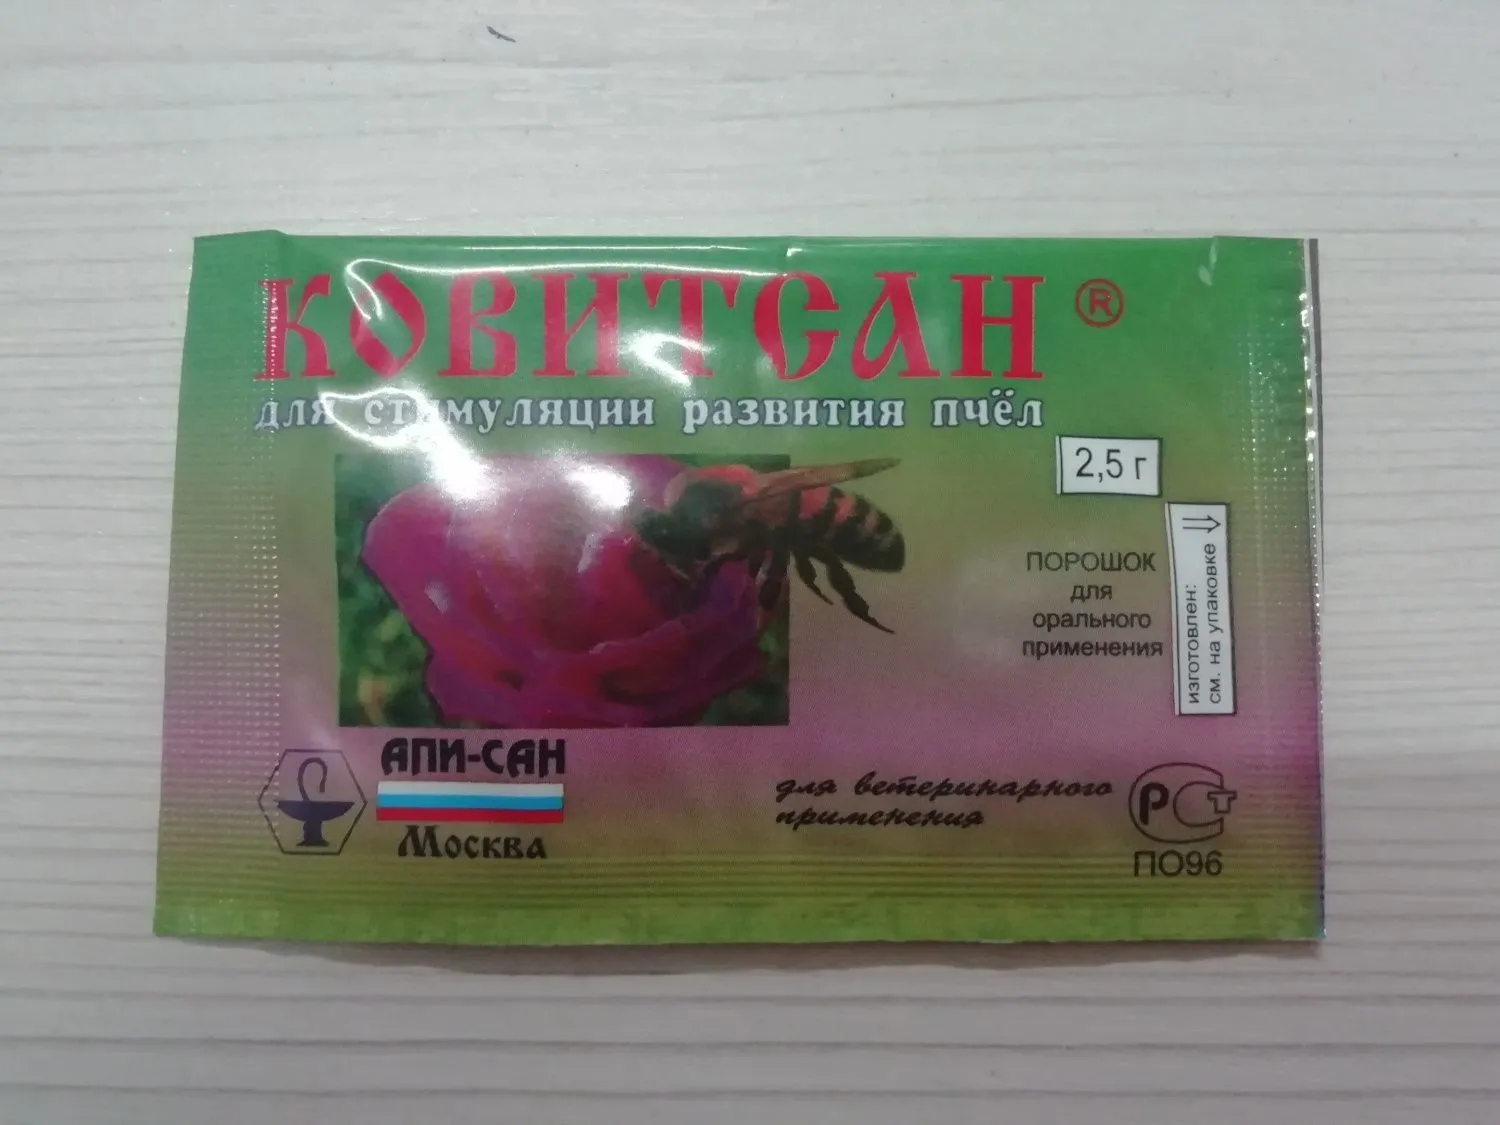 КОВИТСАН ®
для стимуляции развития пчёл
2,5 г
ПОРОШОК
для
орального
применения
изготовлен:
см. на упаковке
АПИ-САН
Москва
для ветеринарного
применения
РСТ
ПО96